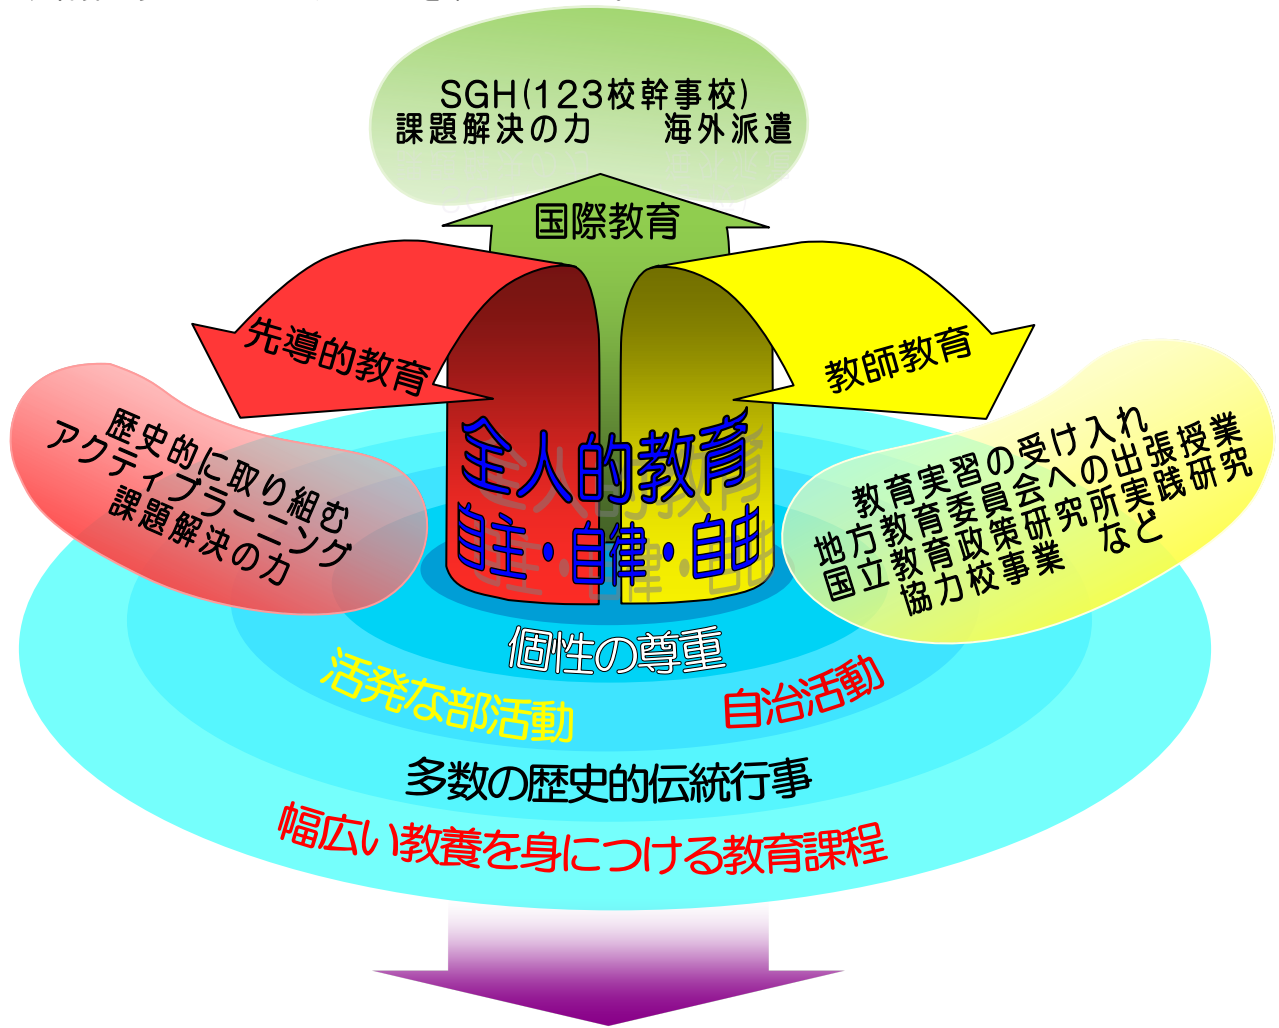 SGH(123校幹事校)
課題解決の力　　海外派遣
国際教育
先導的教育
教師教育
歴史的に取り組む
アクティブラーニング
課題解決の力
教育実習の受け入れ
地方教育委員会への出張授業
国立教育政策研究所実践研究
協力校事業　など
全人的教育
自主・自律・自由
個性の尊重
活発な部活動
自治活動
多数の歴史的伝統行事
幅広い教養を身につける教育課程